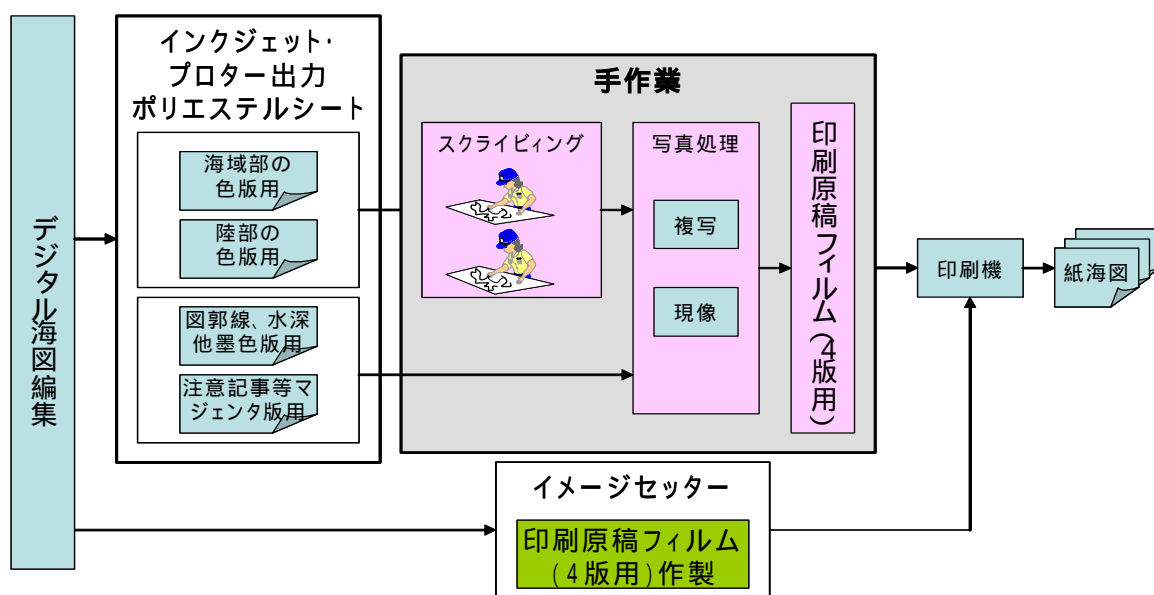 デジタル海図編集
インクジェット・
プロター出力
ポリエステルシート
海域部の
色版用
陸部の
色版用
図郭線、水深
他墨色版用
注意記事等マ
ジェンタ版用
手作業
スクライビィング
写真処理
複写
現像
印刷原稿フィルム(4版用)
印刷機
紙海図
イメージセッター
印刷原稿フィルム
(4版用)作製